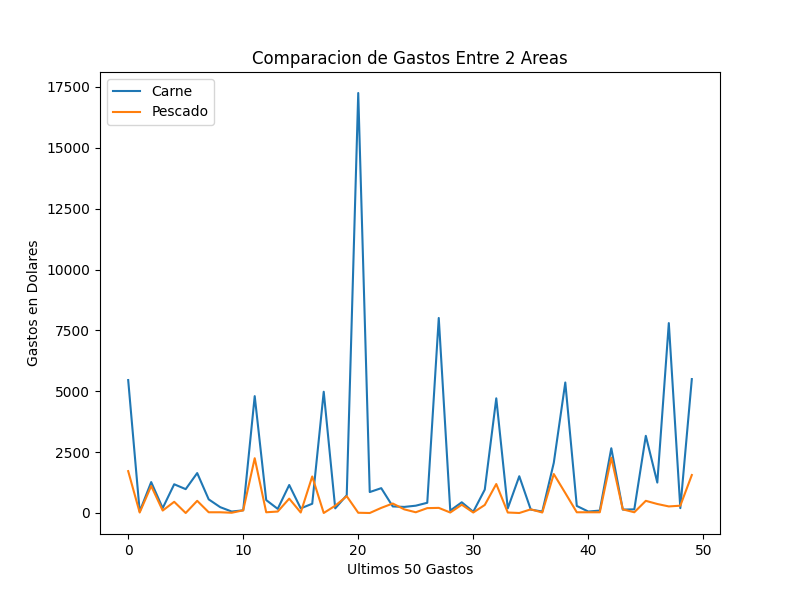 Comparacion de Gastos Entre 2 Areas
Carne
Pescado
17500
15000
12500
10000
7500
5000
2500
0
Gastos en Dolares
0 10 20 30 40 50
Ultimos 50 Gastos